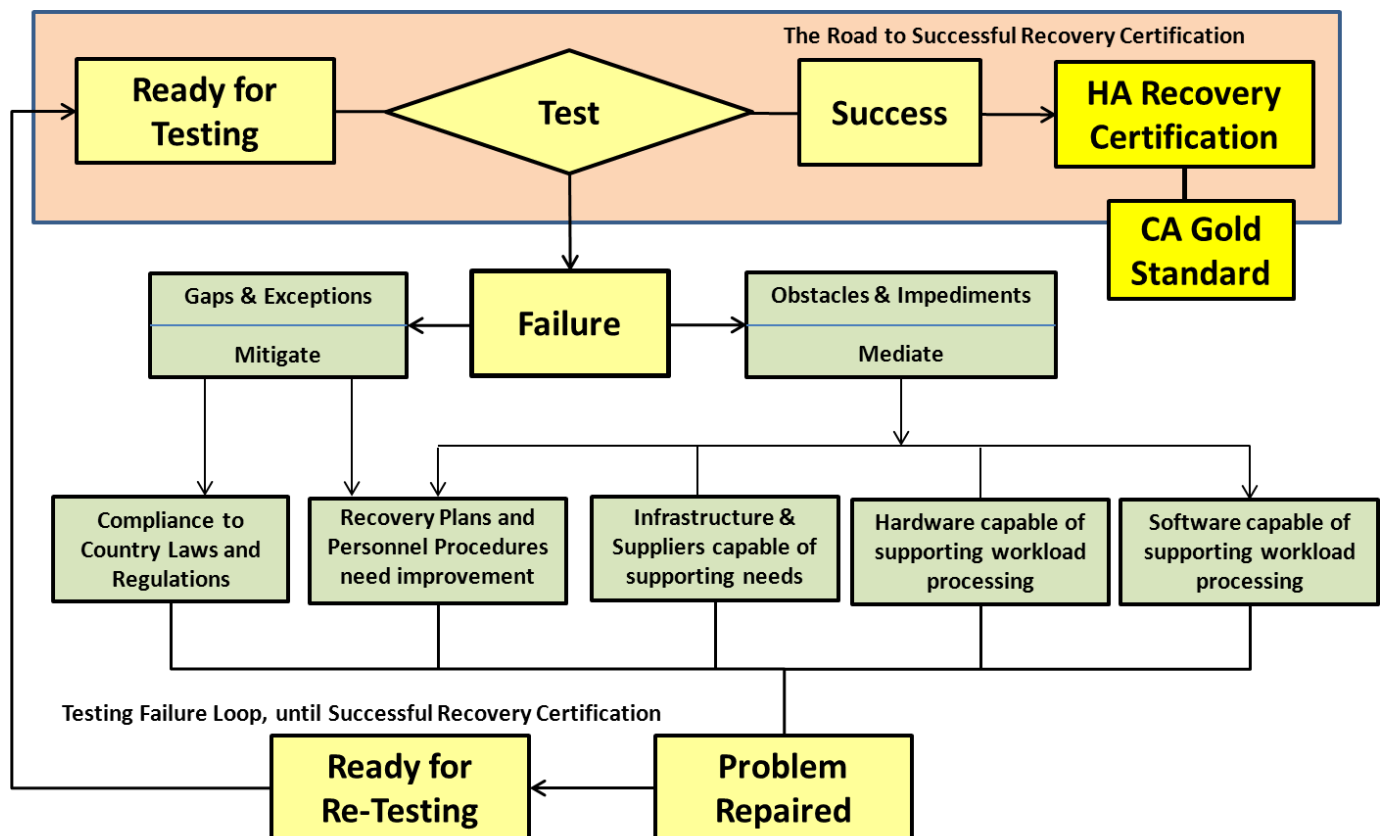 The Road to Successful Recovery Certification
Ready for
Testing
Test
Success
HA Recovery
Certification
CA Gold
Standard
Failure
Gaps & Exceptions
Mitigate
Obstacles & Impediments
Mediate
Compliance to
Country Laws and
Regulations
Recovery Plans and
Personnel Procedures
need improvement
Infrastructure &
Suppliers capable of
supporting needs
Hardware capable of
supporting workload
processing
Software capable of
supporting workload
processing
Testing Failure Loop, until Successful Recovery Certification
Ready for
Re-Testing
Problem
Repaired